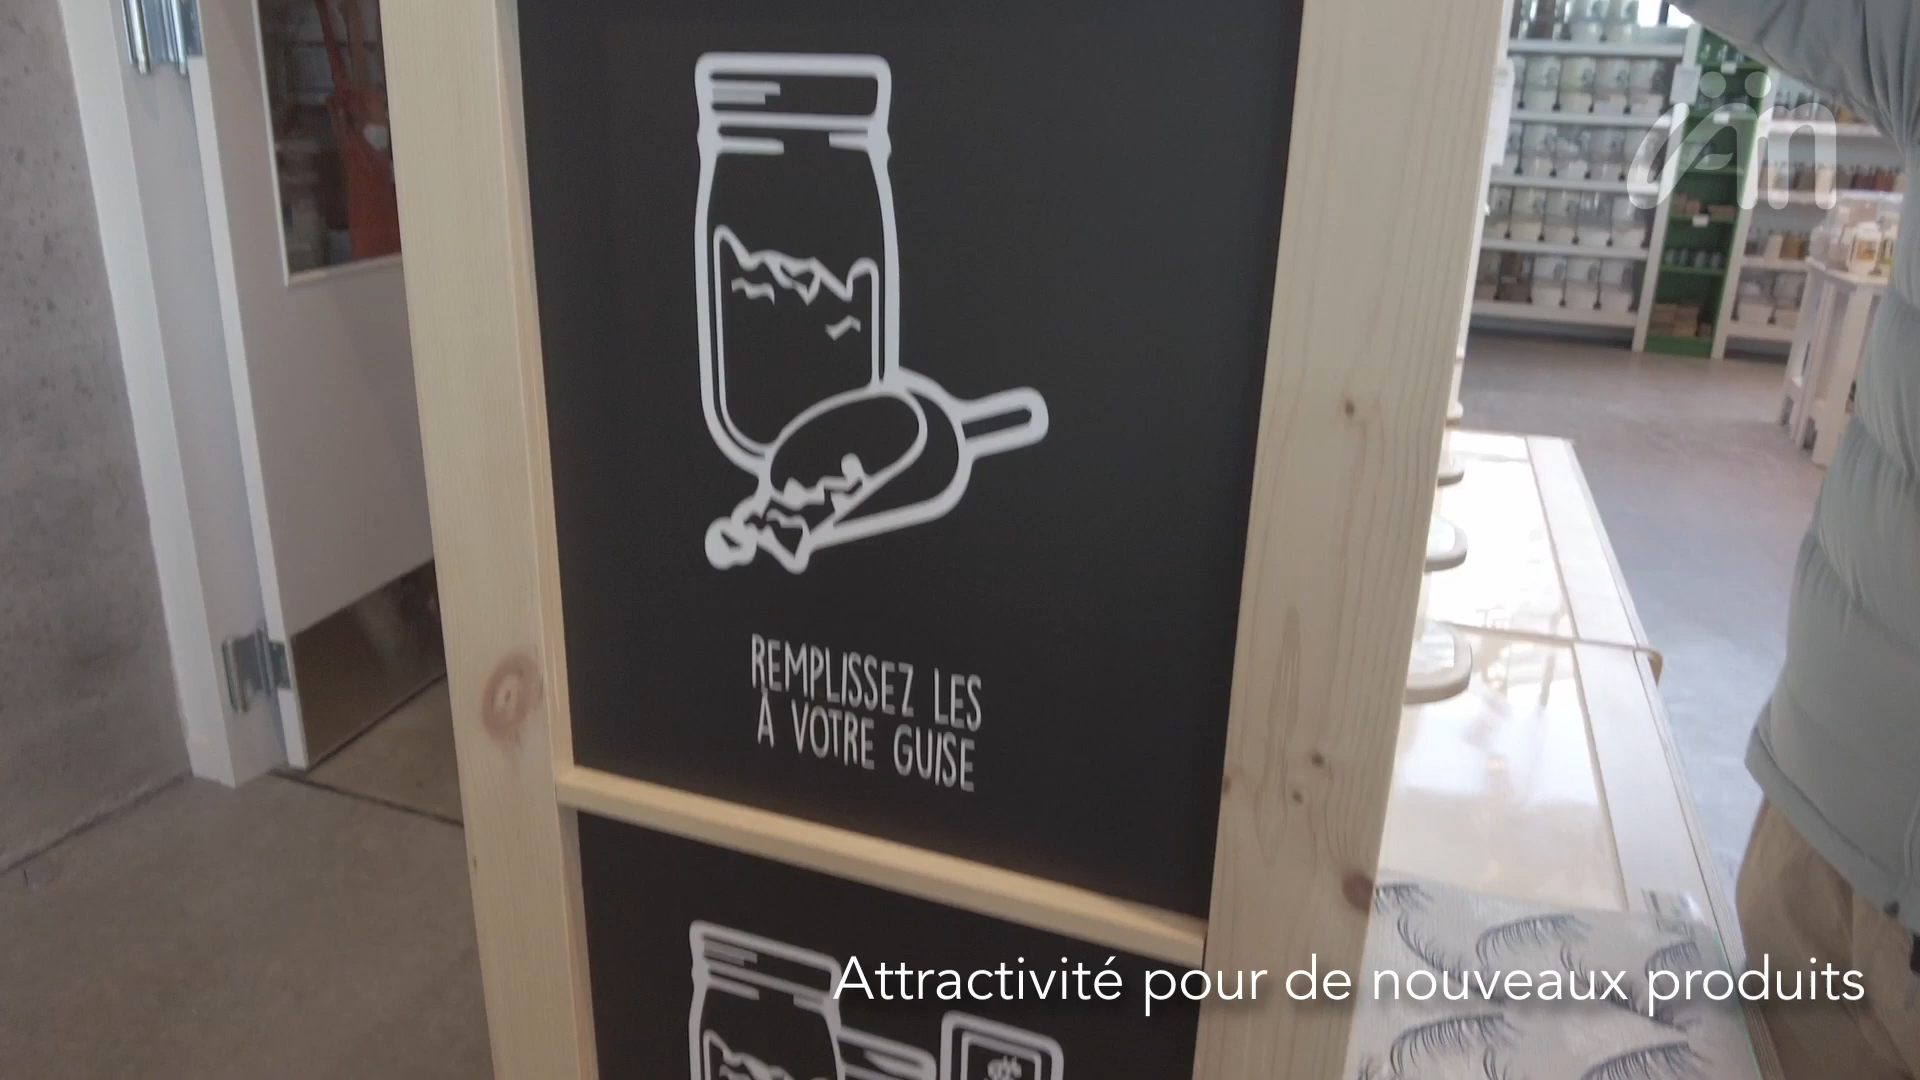 REMPLISSEZ LES
À VOTRE GUISE
Attractivité pour de nouveaux produits